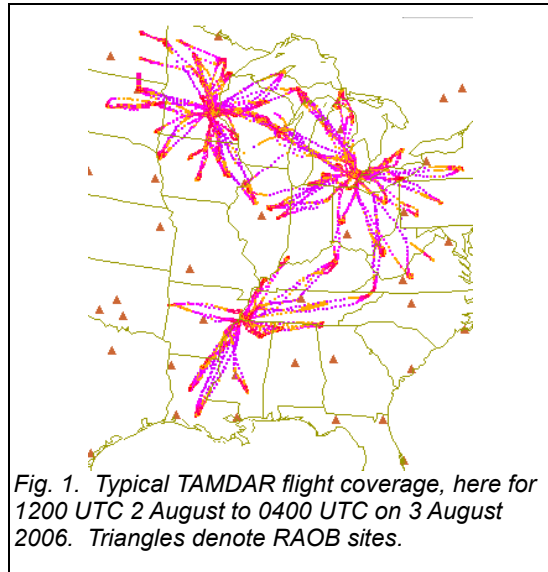 Fig. 1. Typical TAMDAR flight coverage, here for
1200 UTC 2 August to 0400 UTC on 3 August
2006. Triangles denote RAOB sites.